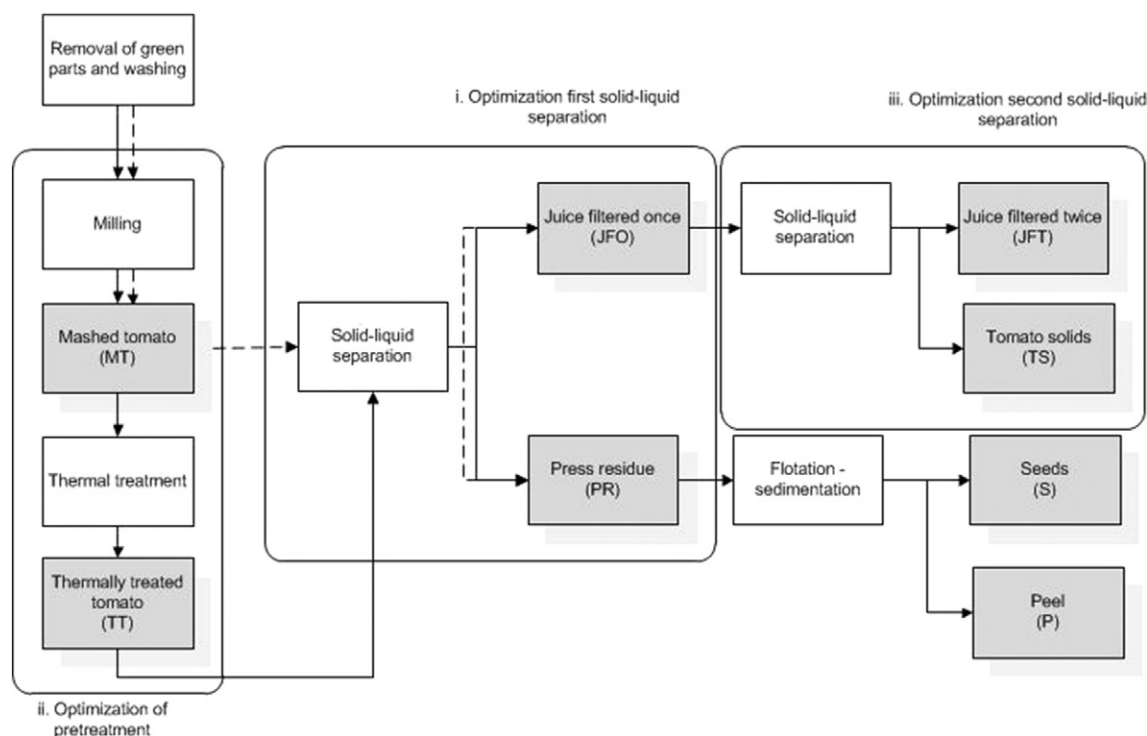 Removal of green
parts and washing
Milling
Mashed tomato
(MT)
Thermal treatment
Thermally treated
tomato
(TT)
ii. Optimization of
pretreatment
i. Optimization first solid-liquid
separation
Solid-liquid
separation
Juice filtered once
(JFO)
Press residue
(PR)
iii. Optimization second solid-liquid
separation
Solid-liquid
separation
Juice filtered twice
(JFT)
Tomato solids
(TS)
Flotation -
sedimentation
Seeds
(S)
Peel
(P)